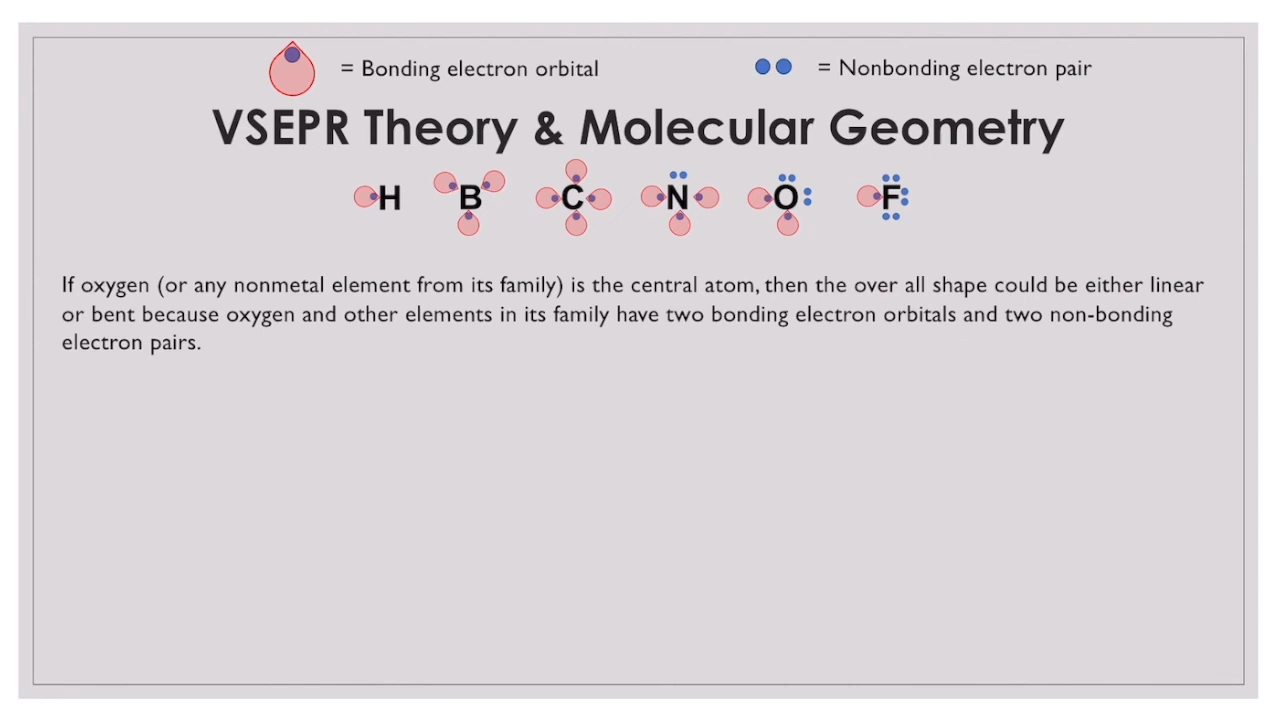 = Bonding electron orbital = Nonbonding electron pair
VSEPR Theory & Molecular Geometry
H B C N O F
If oxygen (or any nonmetal element from its family) is the central atom, then the over all shape could be either linear
or bent because oxygen and other elements in its family have two bonding electron orbitals and two non-bonding
electron pairs.